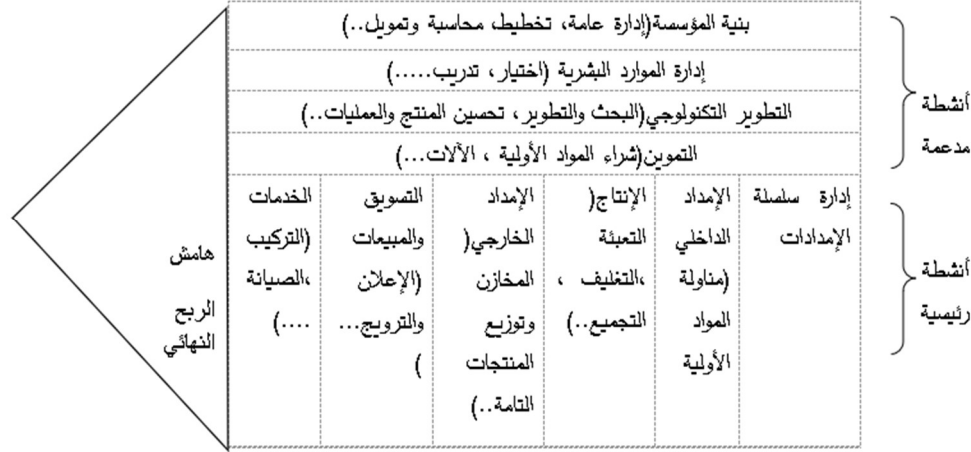 بنية المؤسسة(إدارة عامة، تخطيط، محاسبة وتمويل..)
إدارة الموارد البشرية (اختيار، تدريب.....)
التطوير التكنولوجي(البحث والتطوير، تحسين المنتج والعمليات..)
التموين(شراء المواد الأولية ، الآلات...)
أنشطة
مدعمة
إدارة سلسلة
الإمدادات
الإمداد
الداخلي
(مناولة
المواد
الأولية
الإنتاج(
التعبئة
،التغليف ،
التجميع..)
الإمداد
الخارجي(
المخازن
وتوزيع
المنتجات
التامة..)
التسويق
والمبيعات
(الإعلان
والترويج...
)
الخدمات
(التركيب
،الصيانة
....)
أنشطة
رئيسية
هامش
الربح
النهائي